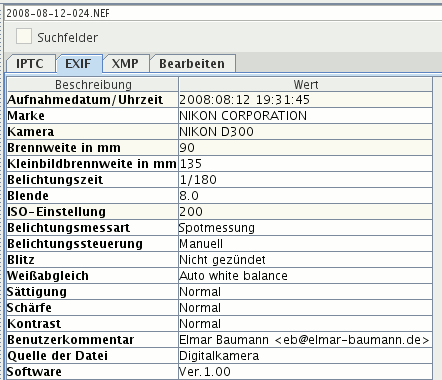 2008-08-12-024.NEF
Suchfelder
IPTC EXIF XMP Bearbeiten
Beschreibung Wert
Aufnahmedatum/Uhrzeit 2008:08:12 19:31:45
Marke NIKON CORPORATION
Kamera NIKON D300
Brennweite in mm 90
Kleinbildbrennweite in mm 135
Belichtungszeit 1/180
Blende 8.0
ISO-Einstellung 200
Belichtungsmessart Spotmessung
Belichtungssteuerung Manuell
Blitz Nicht gezündet
Weißabgleich Auto white balance
Sättigung Normal
Schärfe Normal
Kontrast Normal
Benutzerkommentar Elmar Baumann <eb@elmar-baumann.de>
Quelle der Datei Digitalkamera
Software Ver.1.00